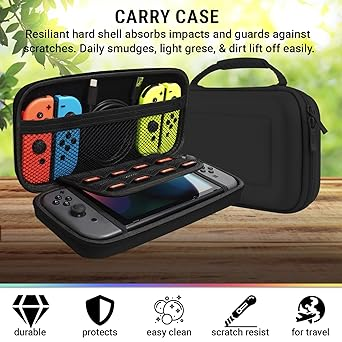 CARRY CASE
Resiliant hard shell absorbs impacts and guards against
scratches. Daily smudges, light grese, & dirt lift off easily.
durable
protects
easy clean
scratch resist
for travel